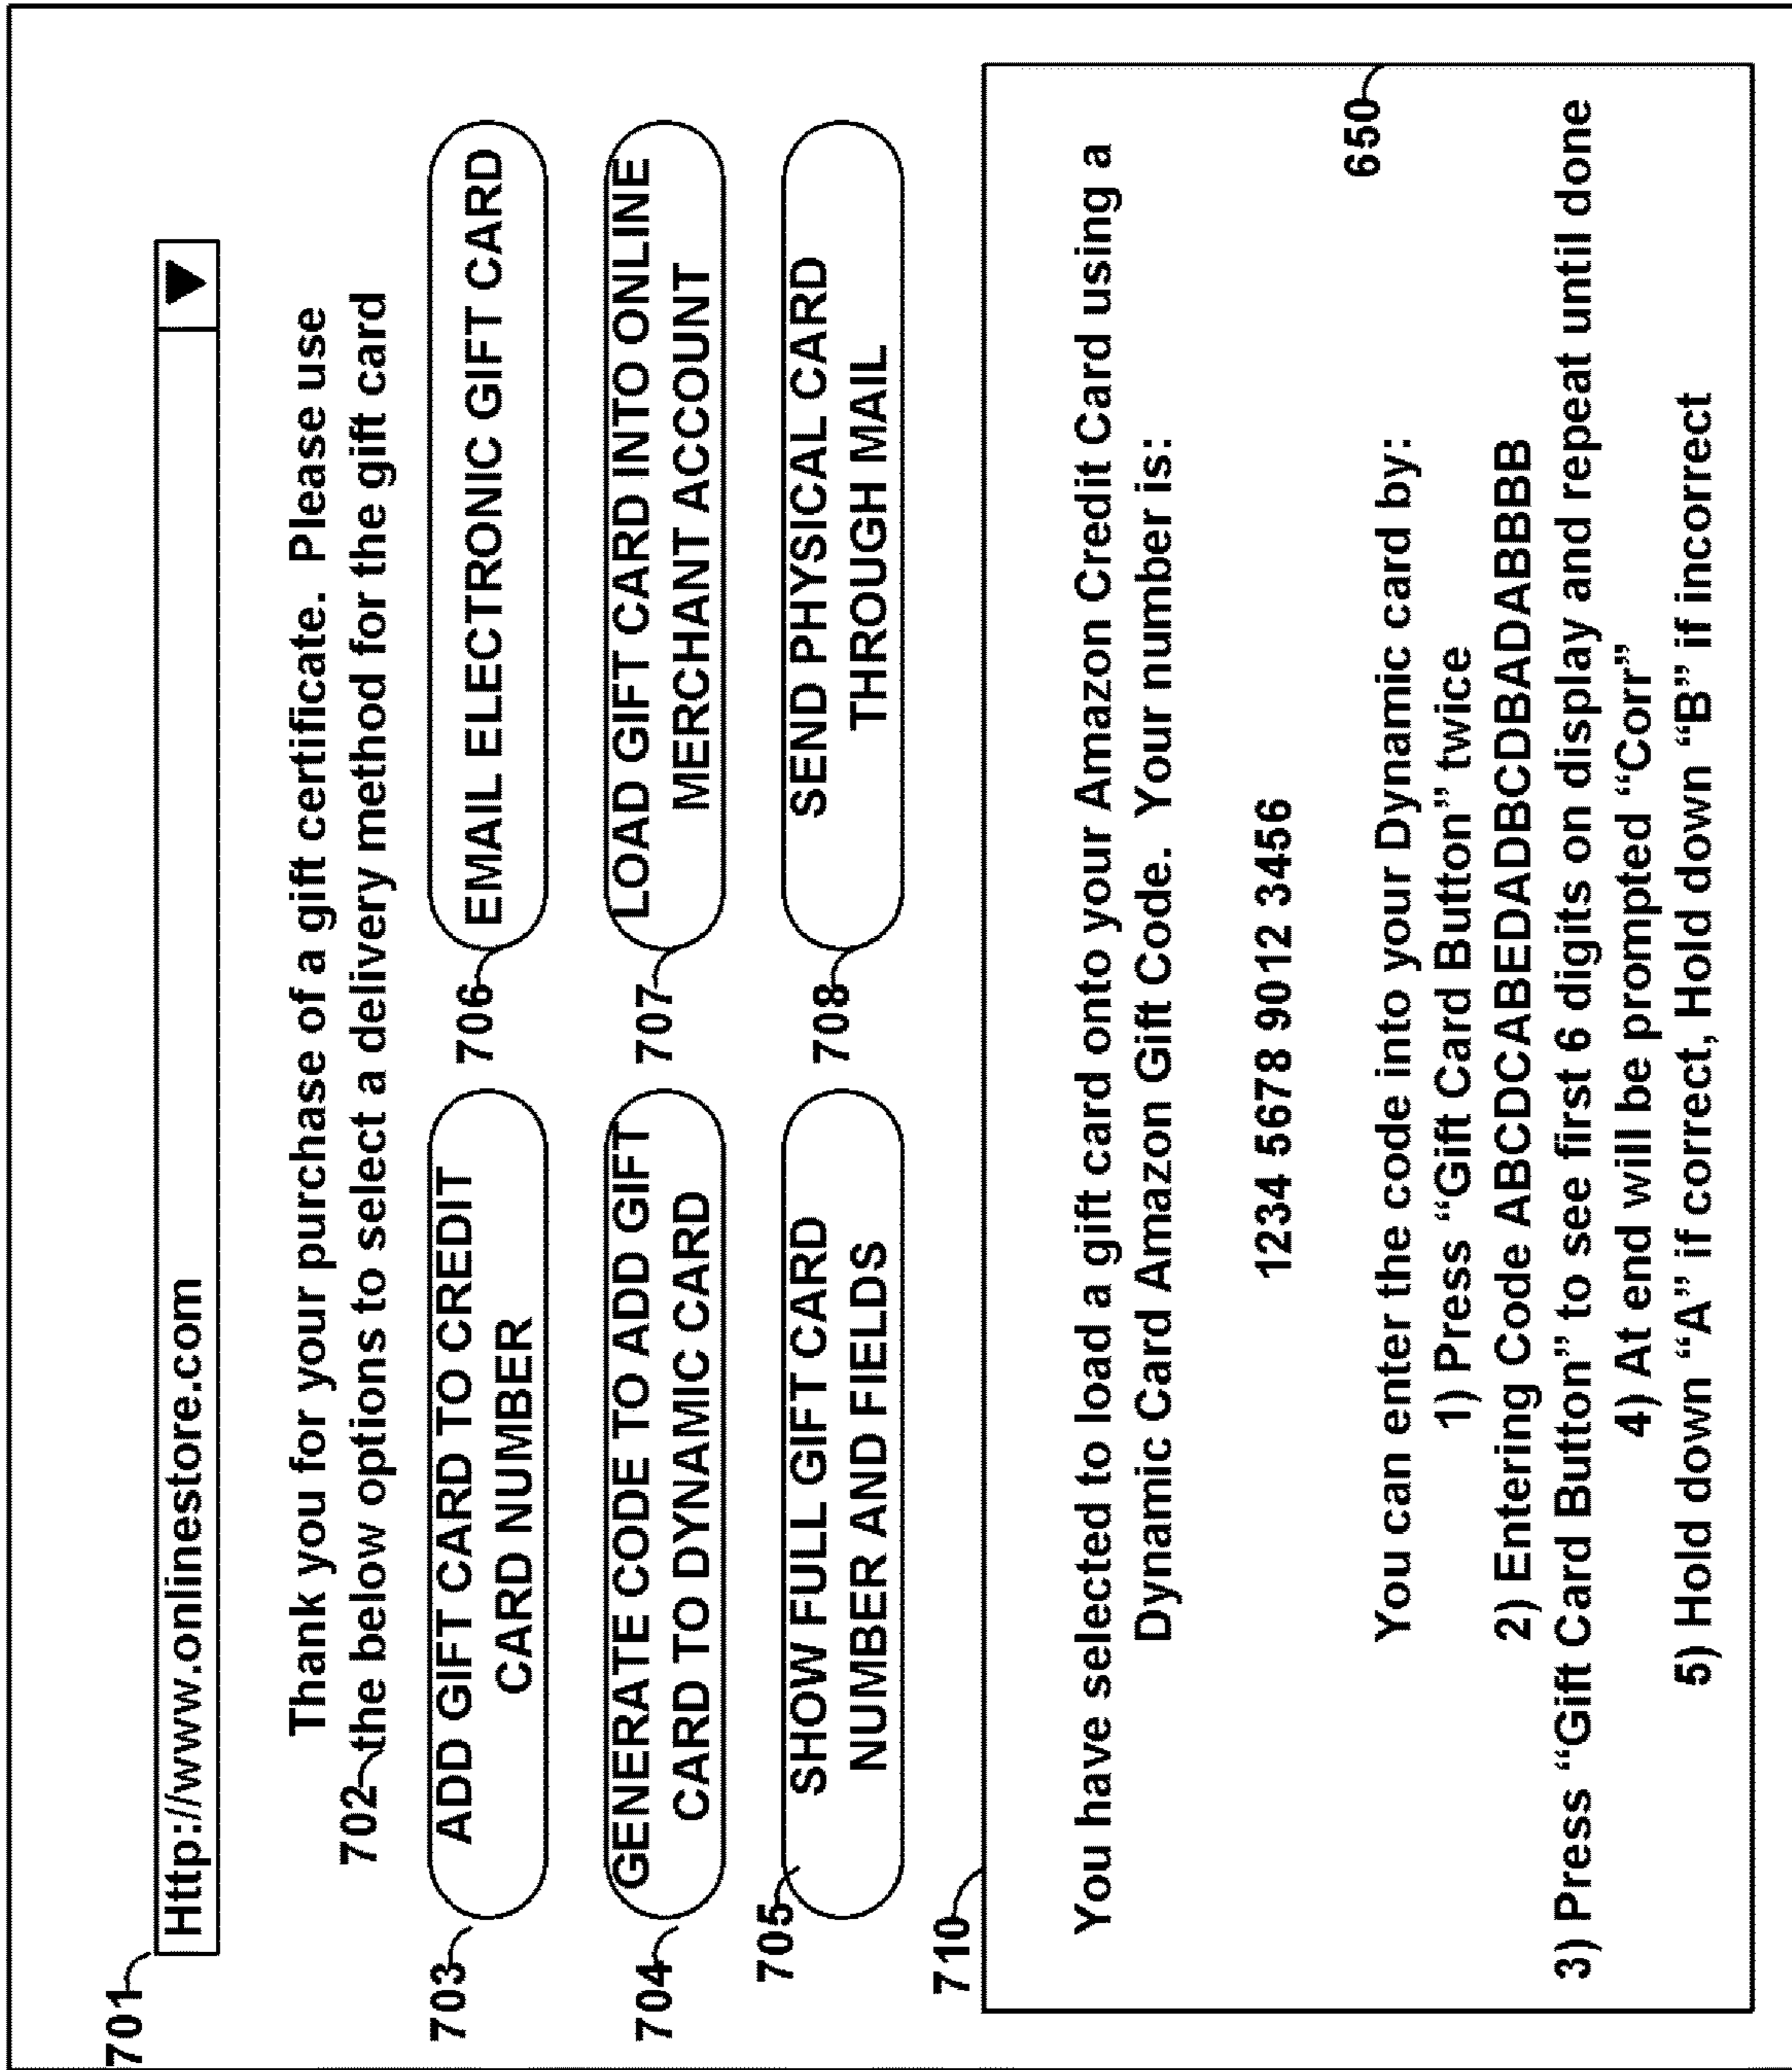 701
Http://www.onlinestore.com
Thank you for your purchase of a gift certificate. Please use
702 the below options to select a delivery method for the gift card
703
ADD GIFT CARD TO CREDIT
CARD NUMBER
706
EMAIL ELECTRONIC GIFT CARD
704
GENERATE CODE TO ADD GIFT
CARD TO DYNAMIC CARD
707
LOAD GIFT CARD INTO ONLINE
MERCHANT ACCOUNT
705
SHOW FULL GIFT CARD
NUMBER AND FIELDS
708
SEND PHYSICAL CARD
THROUGH MAIL
710
You have selected to load a gift card onto your Amazon Credit Card using a
Dynamic Card Amazon Gift Code. Your number is:
1234 5678 9012 3456
650
You can enter the code into your Dynamic card by:
1) Press “Gift Card Button” twice
2) Entering Code ABCDCABEDADBCDBADABBBB
3) Press “Gift Card Button” to see first 6 digits on display and repeat until done
4) At end will be prompted “Corr”
5) Hold down “A” if correct, Hold down “B” if incorrect